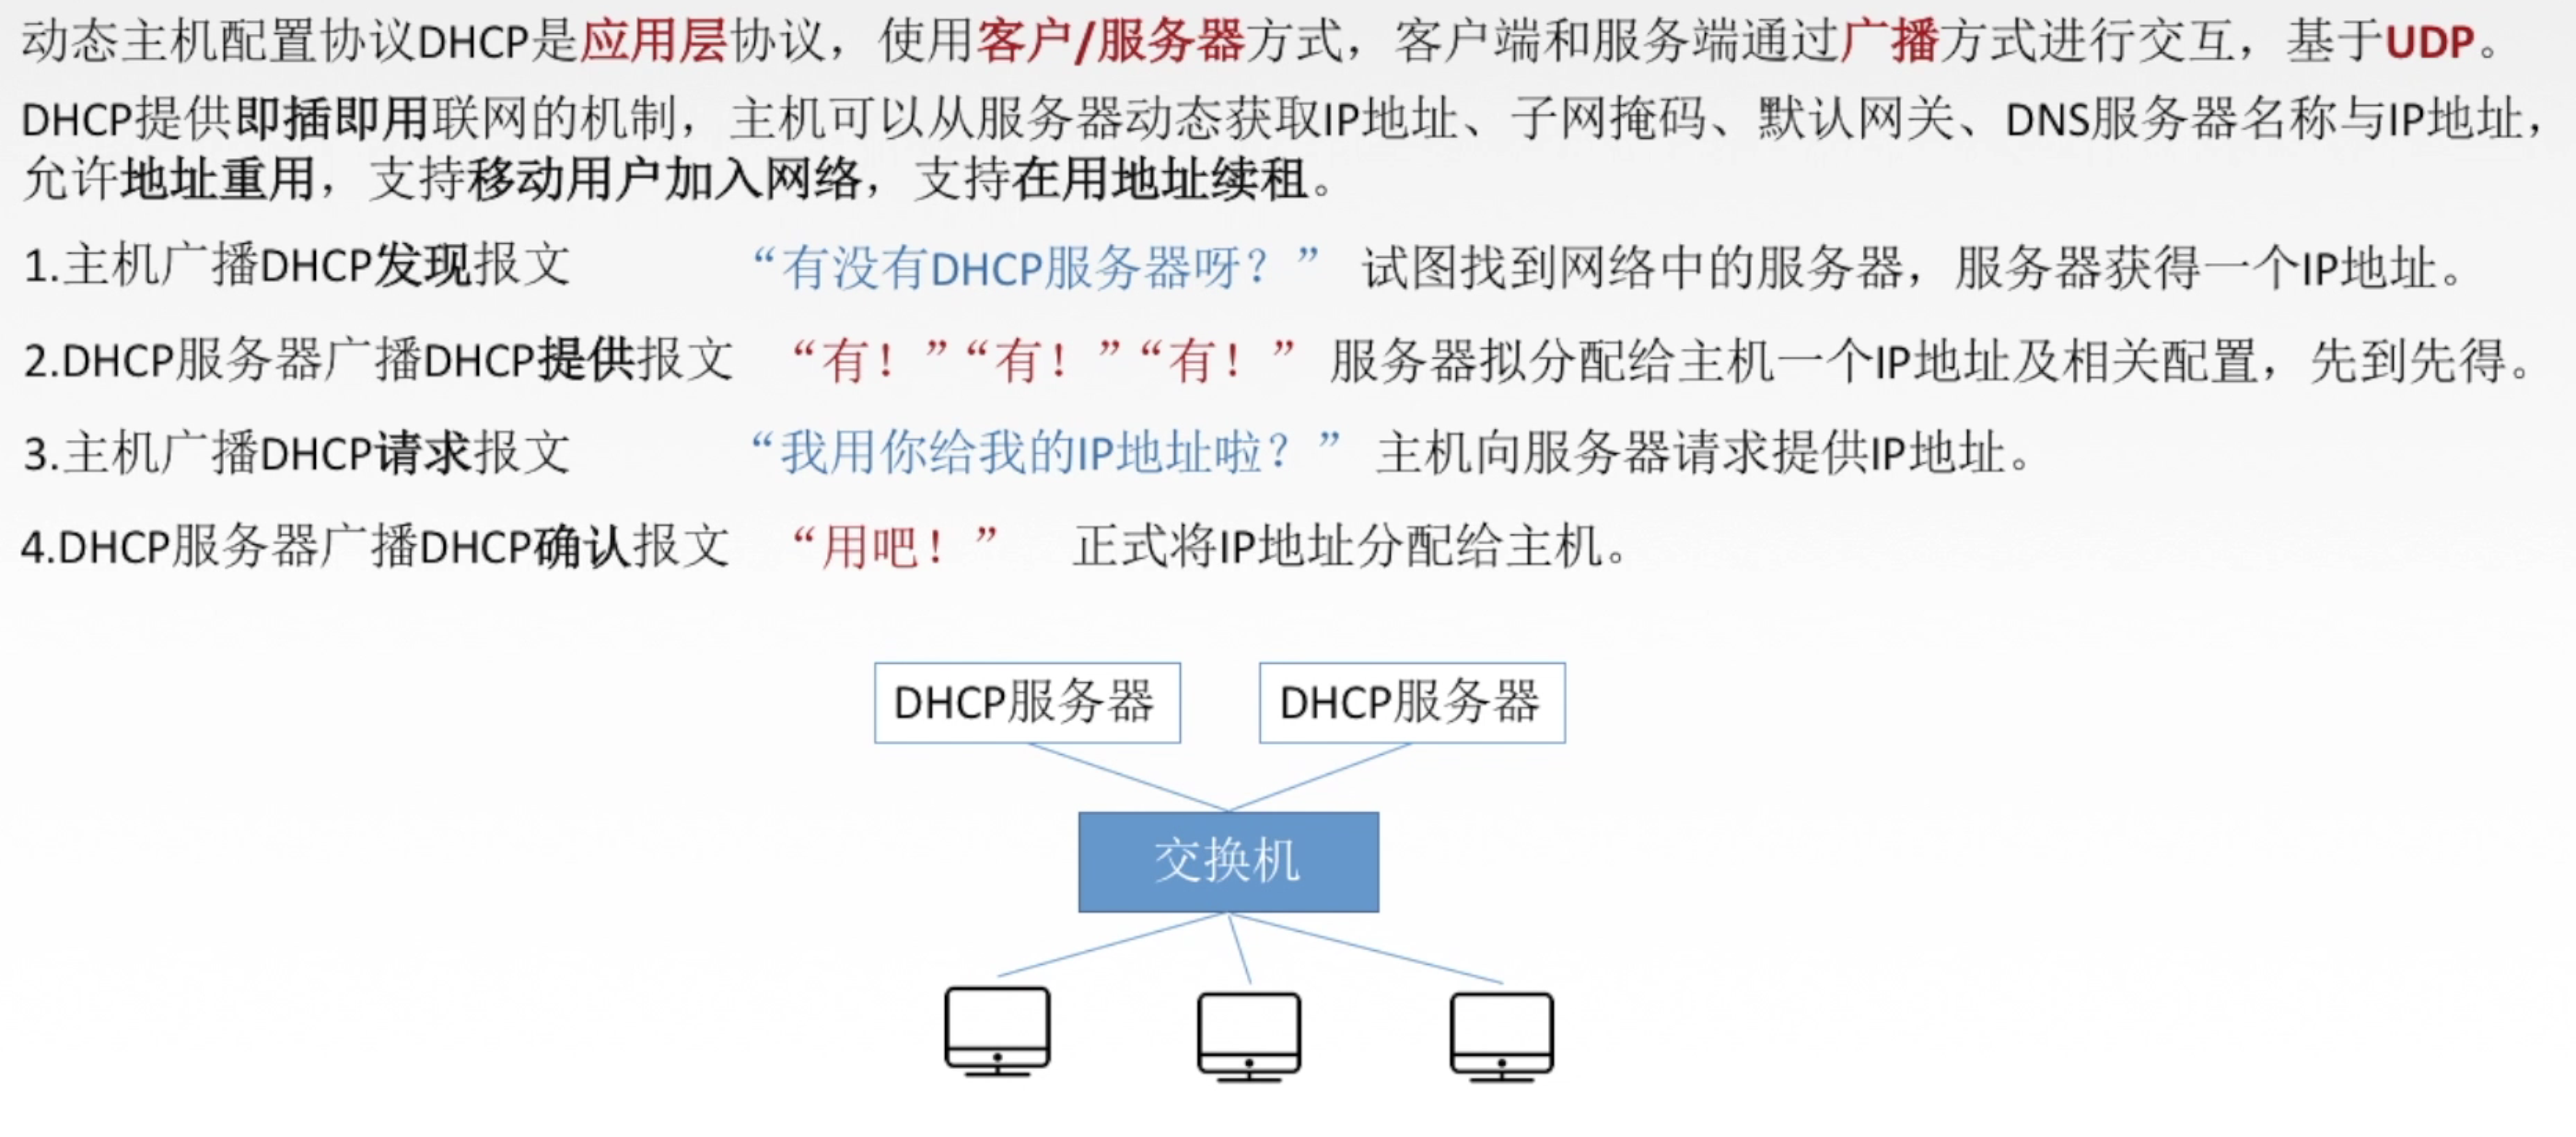 动态主机配置协议DHCP是应用层协议，使用客户/服务器方式，客户端和服务端通过广播方式进行交互，基于UDP。
DHCP提供即插即用联网的机制，主机可以从服务器动态获取IP地址、子网掩码、默认网关、DNS服务器名称与IP地址，
允许地址重用，支持移动用户加入网络，支持在用地址续租。
1.主机广播DHCP发现报文 “有没有DHCP服务器呀？” 试图找到网络中的服务器，服务器获得一个IP地址。
2.DHCP服务器广播DHCP提供报文 “有！”“有！”“有！” 服务器拟分配给主机一个IP地址及相关配置，先到先得。
3.主机广播DHCP请求报文 “我用你给我的IP地址啦？” 主机向服务器请求提供IP地址。
4.DHCP服务器广播DHCP确认报文 “用吧！” 正式将IP地址分配给主机。
DHCP服务器 DHCP服务器
交换机